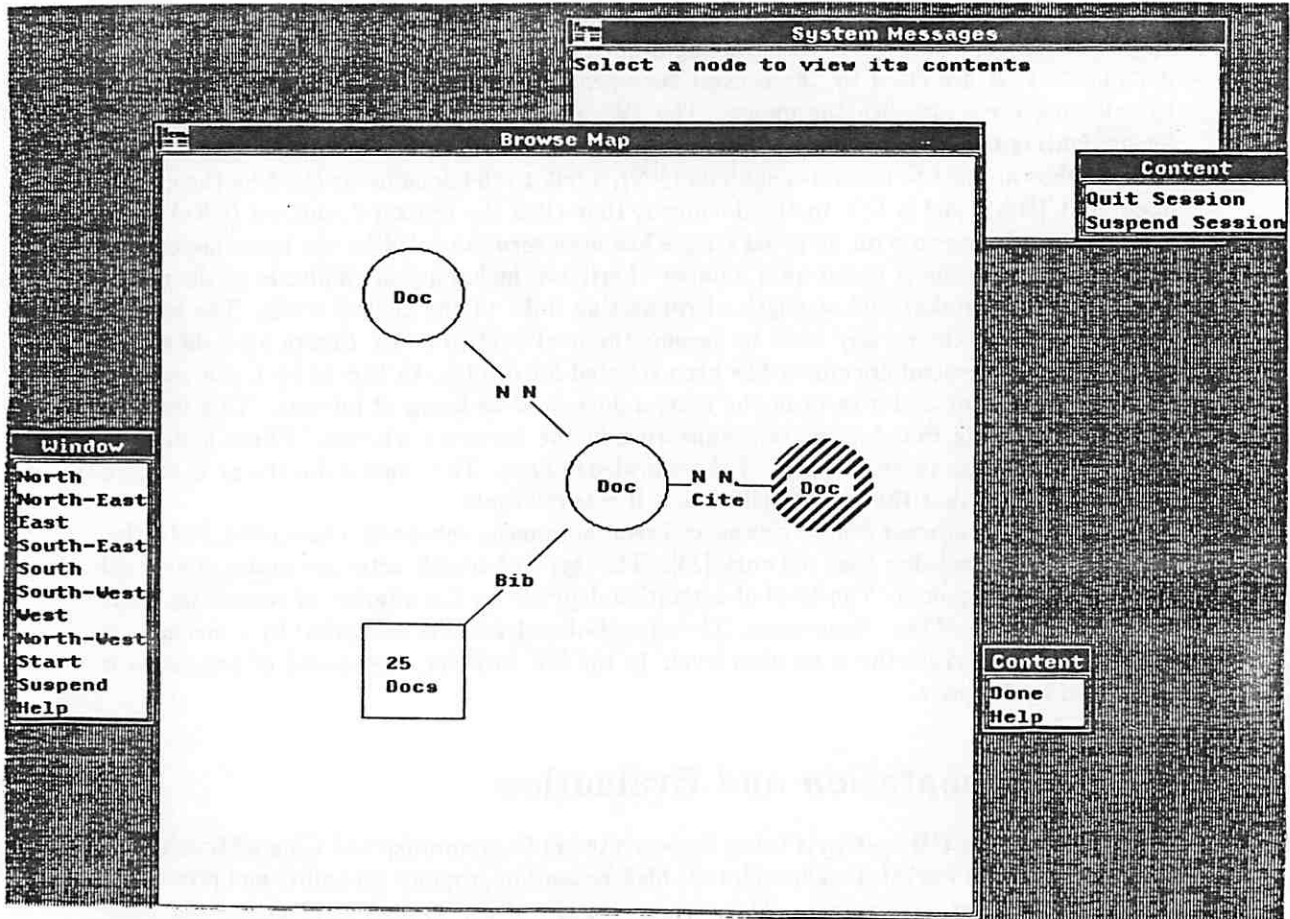 System Messages
Select a node to view its contents
Browse Map
Content
Quit Session
Suspend Session
Doc
N N
Window
North
North-East
East
South-East
South
South-West
West
North-West
Start
Suspend
Help
Doc
N N
Cite
Doc
Bib
25
Docs
Content
Done
Help